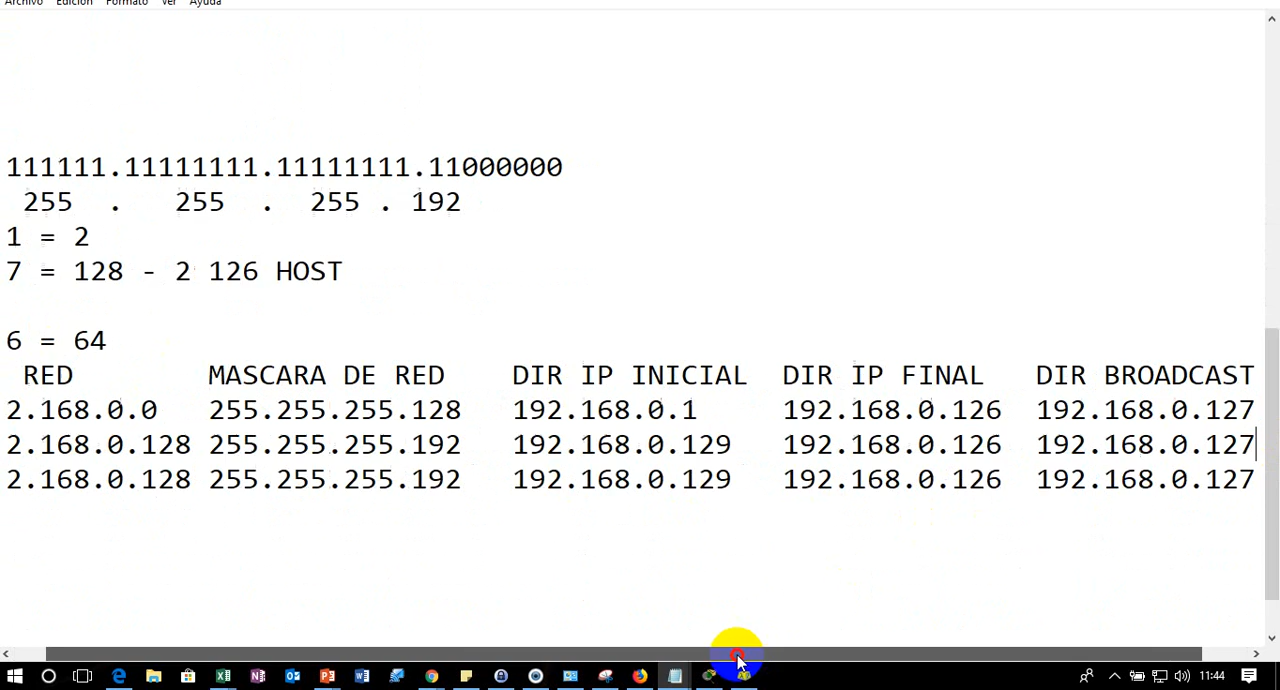 Archivo Edición Formato Ver Ayuda
111111.11111111.11111111.11000000
255 . 255 . 255 . 192
1 = 2
7 = 128 - 2 126 HOST
6 = 64
RED MASCARA DE RED DIR IP INICIAL DIR IP FINAL DIR BROADCAST
2.168.0.0 255.255.255.128 192.168.0.1 192.168.0.126 192.168.0.127
2.168.0.128 255.255.255.192 192.168.0.129 192.168.0.126 192.168.0.127
2.168.0.128 255.255.255.192 192.168.0.129 192.168.0.126 192.168.0.127
11:44